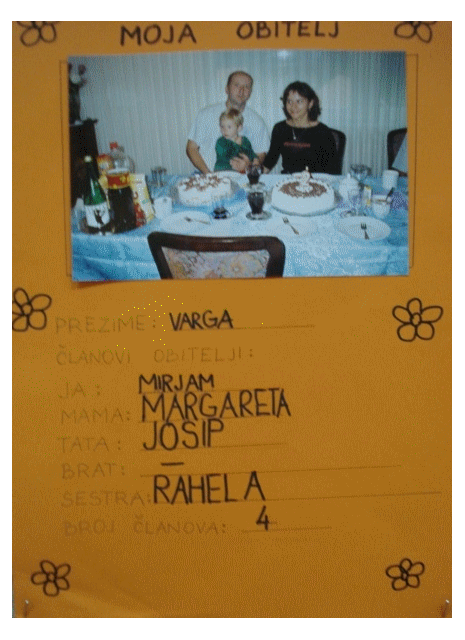 MOJA OBITELJ
PREZIME: VARGA
ČLANOVI OBITELJI:
JA: MIRJAM
MAMA: MARGARETA
TATA: JOSIP
BRAT: —
SESTRA: RAHELA
BROJ ČLANOVA: 4